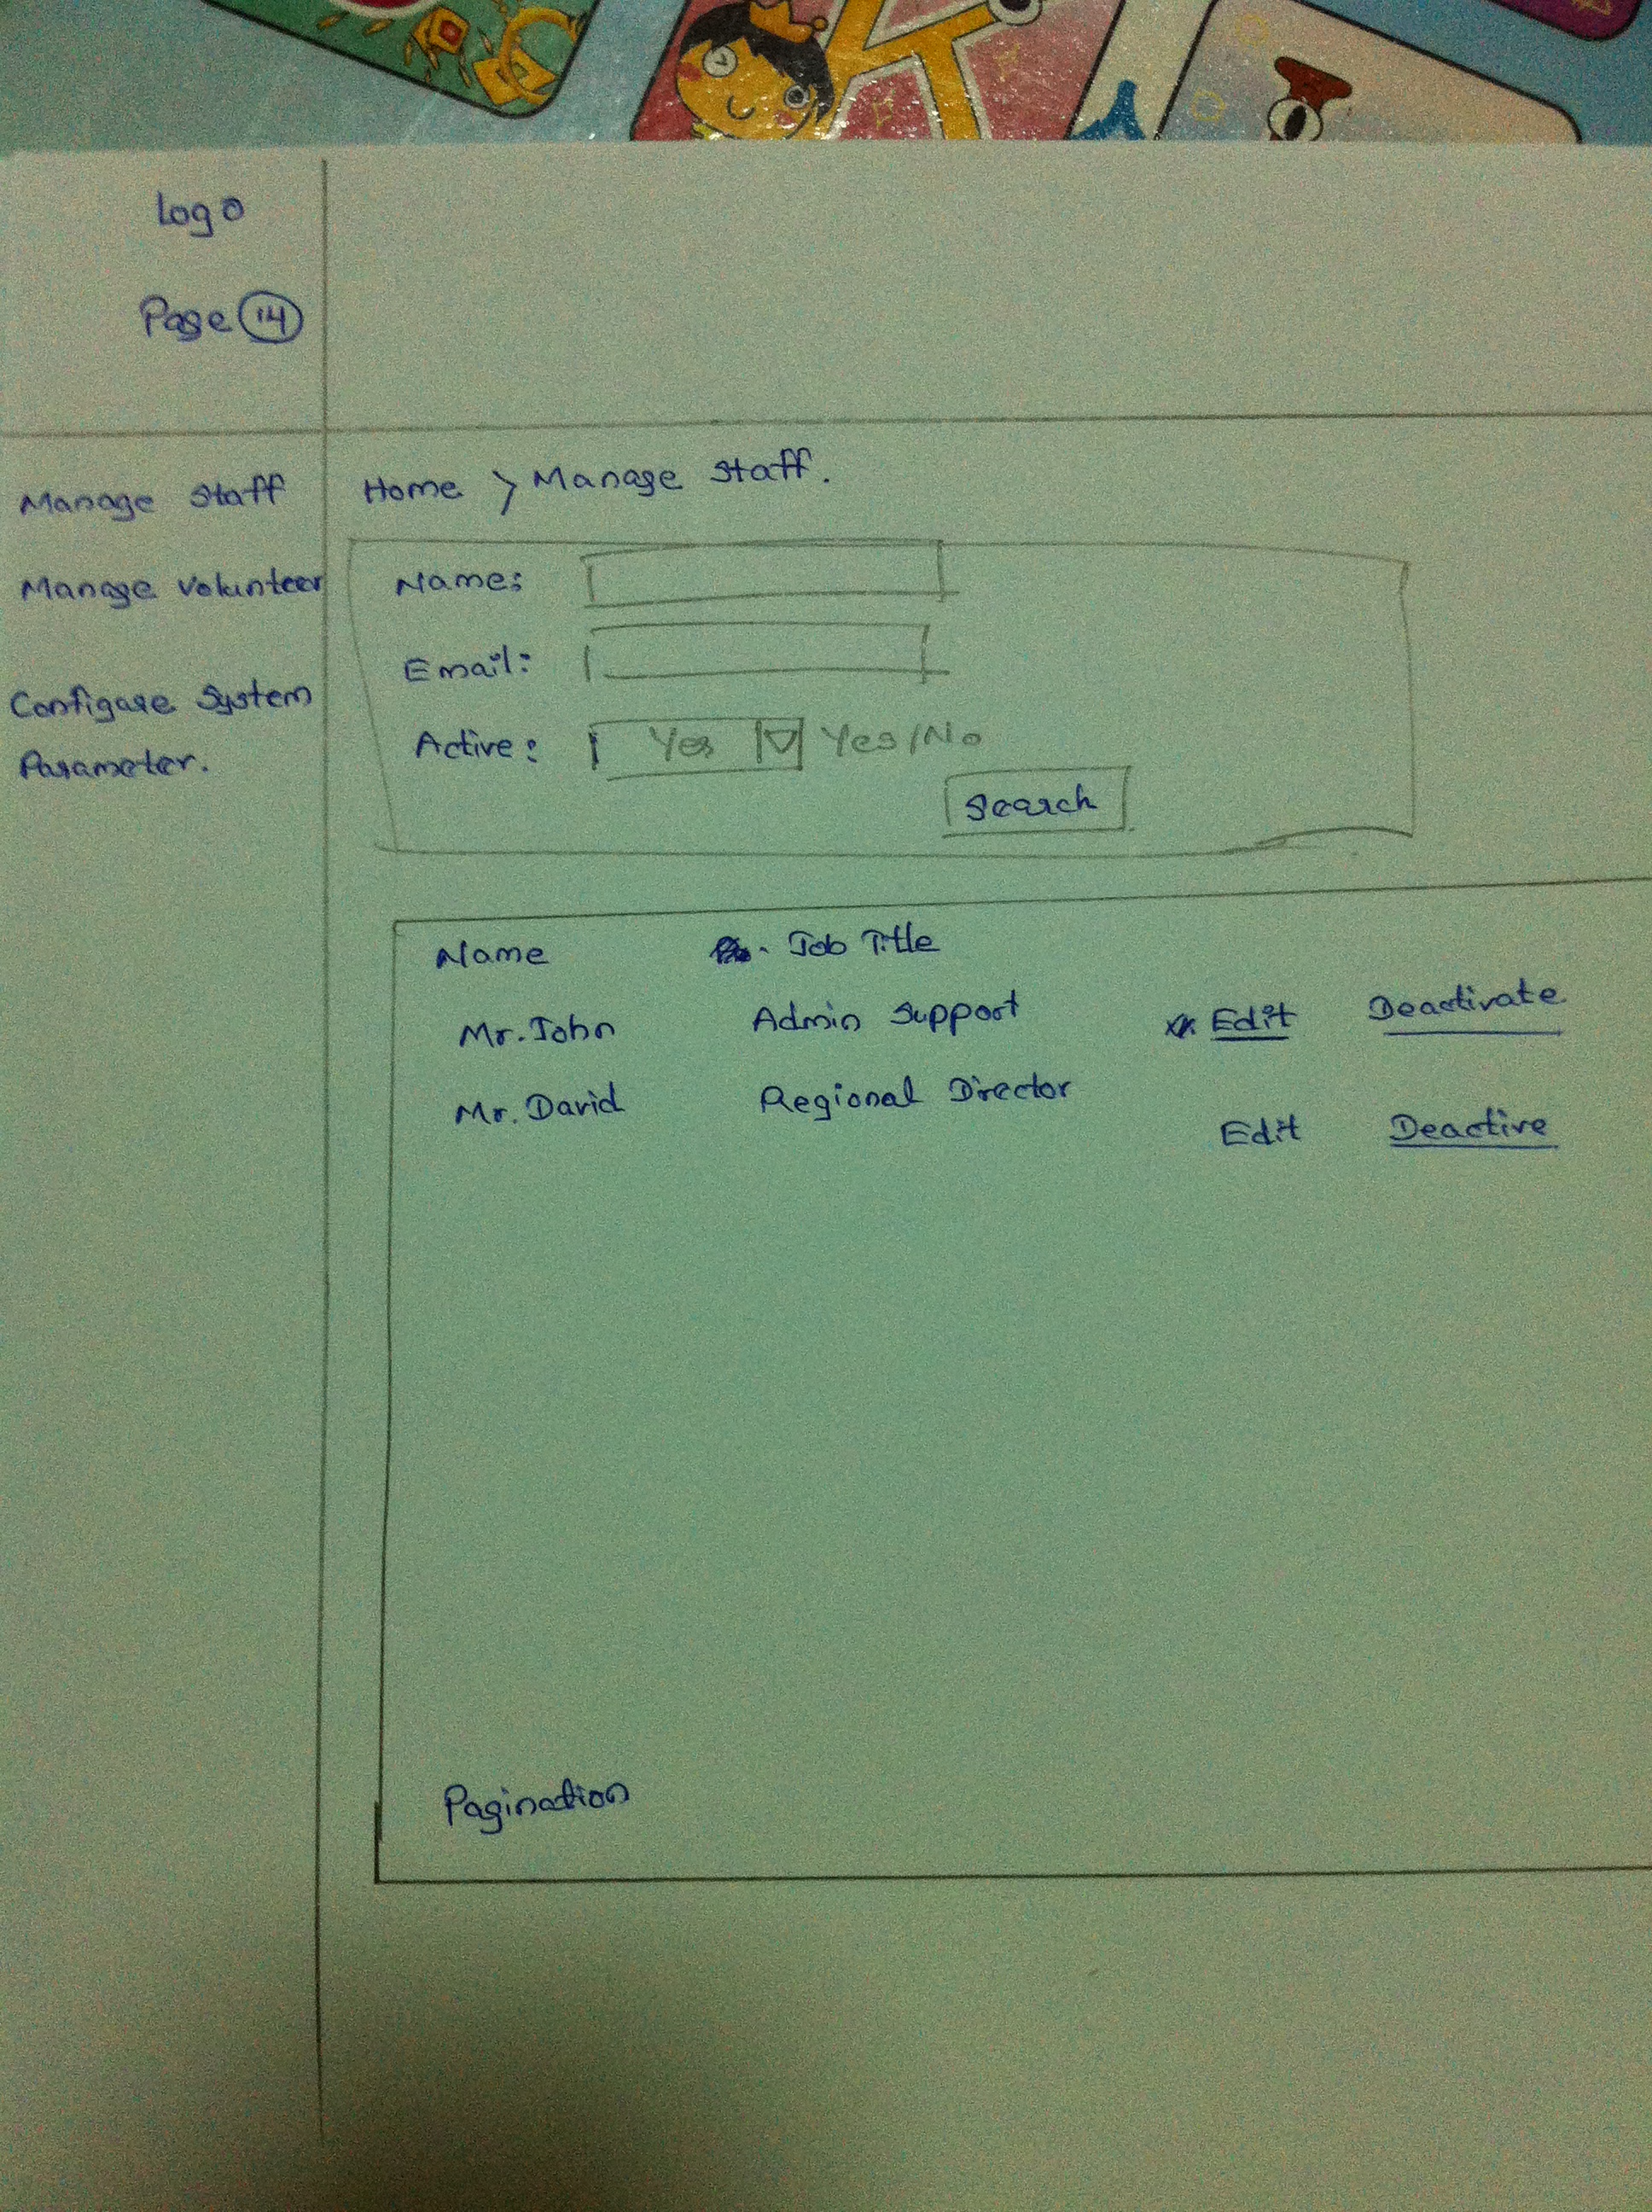 Logo
Page 14
Manage Staff
Manage Volunteer
Configure System
Parameter.
Home > Manage Staff.
Name:
Email:
Active: Yes Yes/No
Search
Name Job Title
Mr. John Admin Support Edit Deactivate
Mr. David Regional Director Edit Deactive
Pagination
K